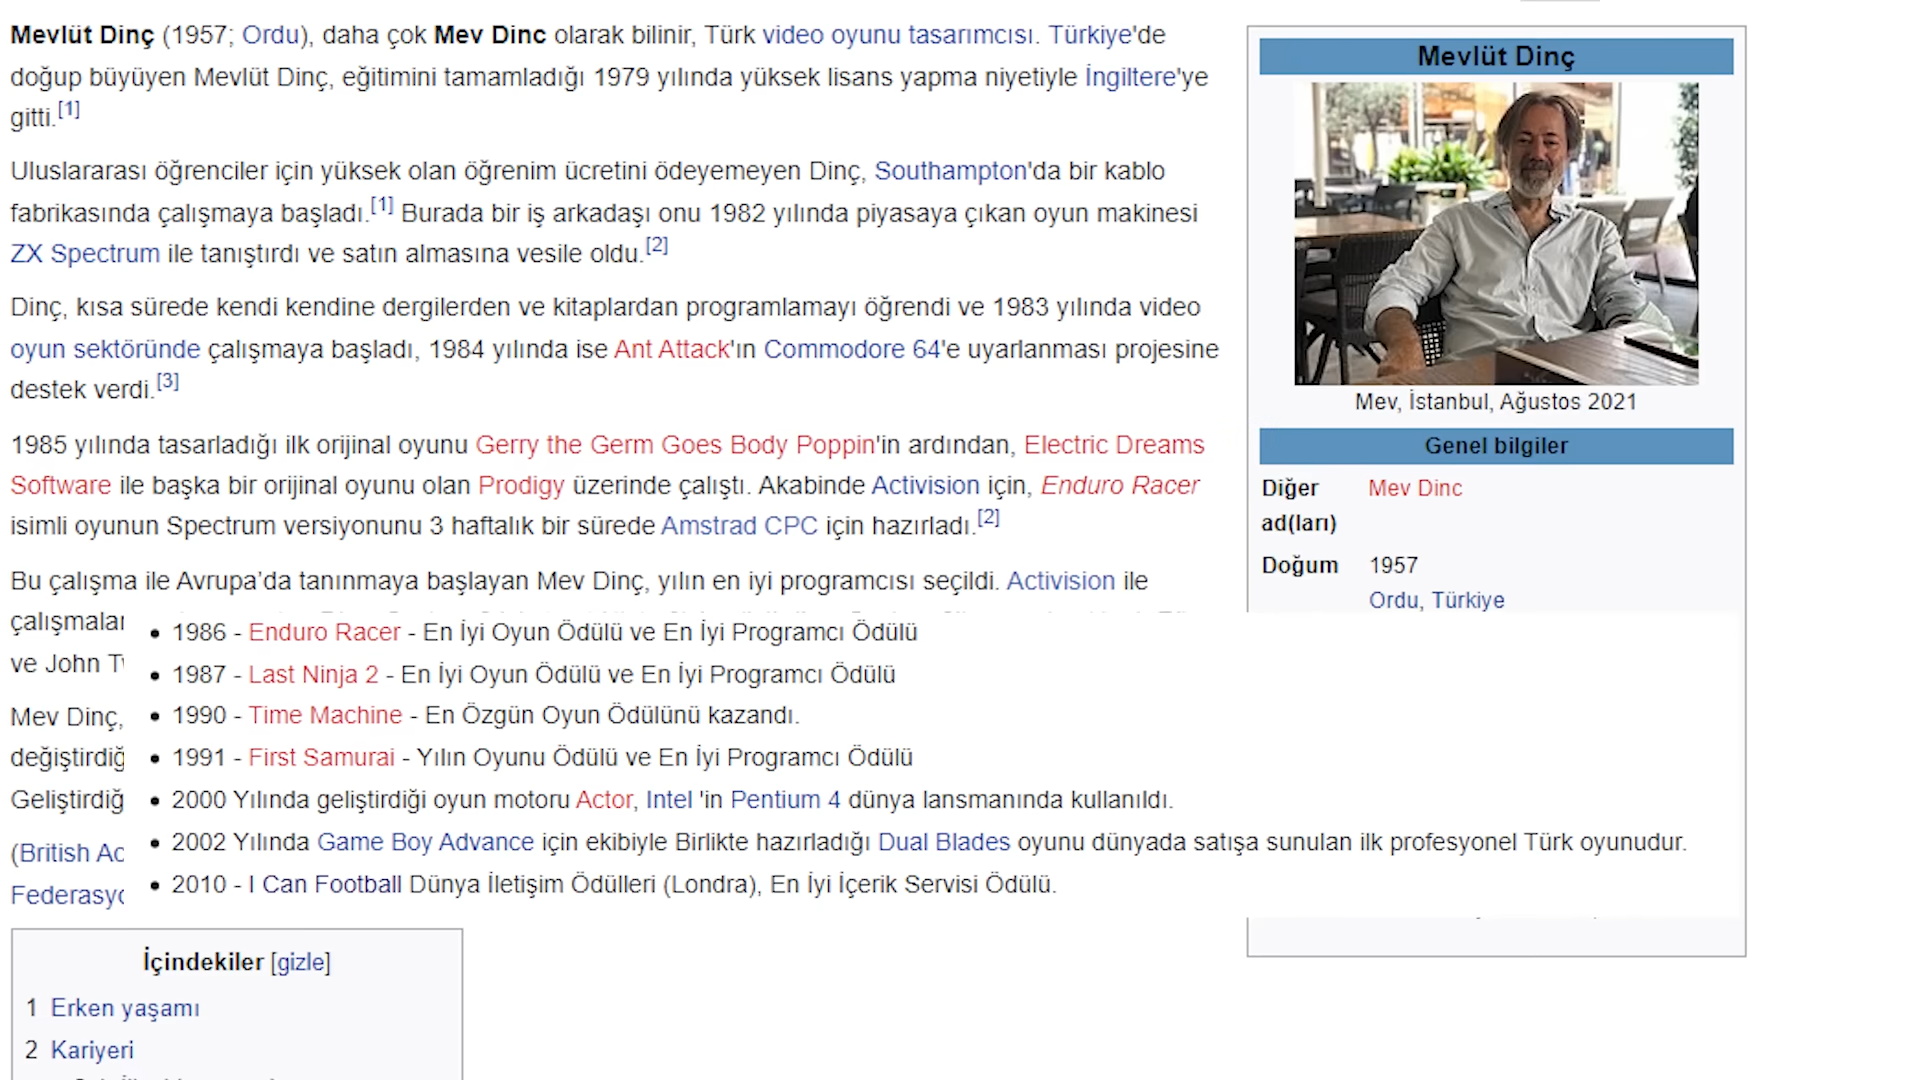 Mevlüt Dinç (1957; Ordu), daha çok Mev Dinc olarak bilinir, Türk video oyunu tasarımcısı. Türkiye'de
doğup büyüyen Mevlüt Dinç, eğitimini tamamladığı 1979 yılında yüksek lisans yapma niyetiyle İngiltere'ye
gitti.[1]
Uluslararası öğrenciler için yüksek olan öğrenim ücretini ödeyemeyen Dinç, Southampton'da bir kablo
fabrikasında çalışmaya başladı.[1] Burada bir iş arkadaşı onu 1982 yılında piyasaya çıkan oyun makinesi
ZX Spectrum ile tanıştırdı ve satın almasına vesile oldu.[2]
Dinç, kısa sürede kendi kendine dergilerden ve kitaplardan programlamayı öğrendi ve 1983 yılında video
oyun sektöründe çalışmaya başladı, 1984 yılında ise Ant Attack'ın Commodore 64'e uyarlanması projesine
destek verdi.[3]
1985 yılında tasarladığı ilk orijinal oyunu Gerry the Germ Goes Body Poppin'in ardından, Electric Dreams
Software ile başka bir orijinal oyunu olan Prodigy üzerinde çalıştı. Akabinde Activision için, Enduro Racer
isimli oyunun Spectrum versiyonunu 3 haftalık bir sürede Amstrad CPC için hazırladı.[2]
Bu çalışma ile Avrupa'da tanınmaya başlayan Mev Dinç, yılın en iyi programcısı seçildi. Activision ile
çalışmalar
ve John Tw
Mev Dinç,
değiştirdiğ
Geliştirdiğ
(British Ac
Federasyo
• 1986 - Enduro Racer - En İyi Oyun Ödülü ve En İyi Programcı Ödülü
• 1987 - Last Ninja 2 - En İyi Oyun Ödülü ve En İyi Programcı Ödülü
• 1990 - Time Machine - En Özgün Oyun Ödülünü kazandı.
• 1991 - First Samurai - Yılın Oyunu Ödülü ve En İyi Programcı Ödülü
• 2000 Yılında geliştirdiği oyun motoru Actor, Intel 'in Pentium 4 dünya lansmanında kullanıldı.
• 2002 Yılında Game Boy Advance için ekibiyle Birlikte hazırladığı Dual Blades oyunu dünyada satışa sunulan ilk profesyonel Türk oyunudur.
• 2010 - I Can Football Dünya İletişim Ödülleri (Londra), En İyi İçerik Servisi Ödülü.
İçindekiler [gizle]
1 Erken yaşamı
2 Kariyeri
Mevlüt Dinç
Mev, İstanbul, Ağustos 2021
Genel bilgiler
Diğer
ad(ları)
Mev Dinc
Doğum
1957
Ordu, Türkiye